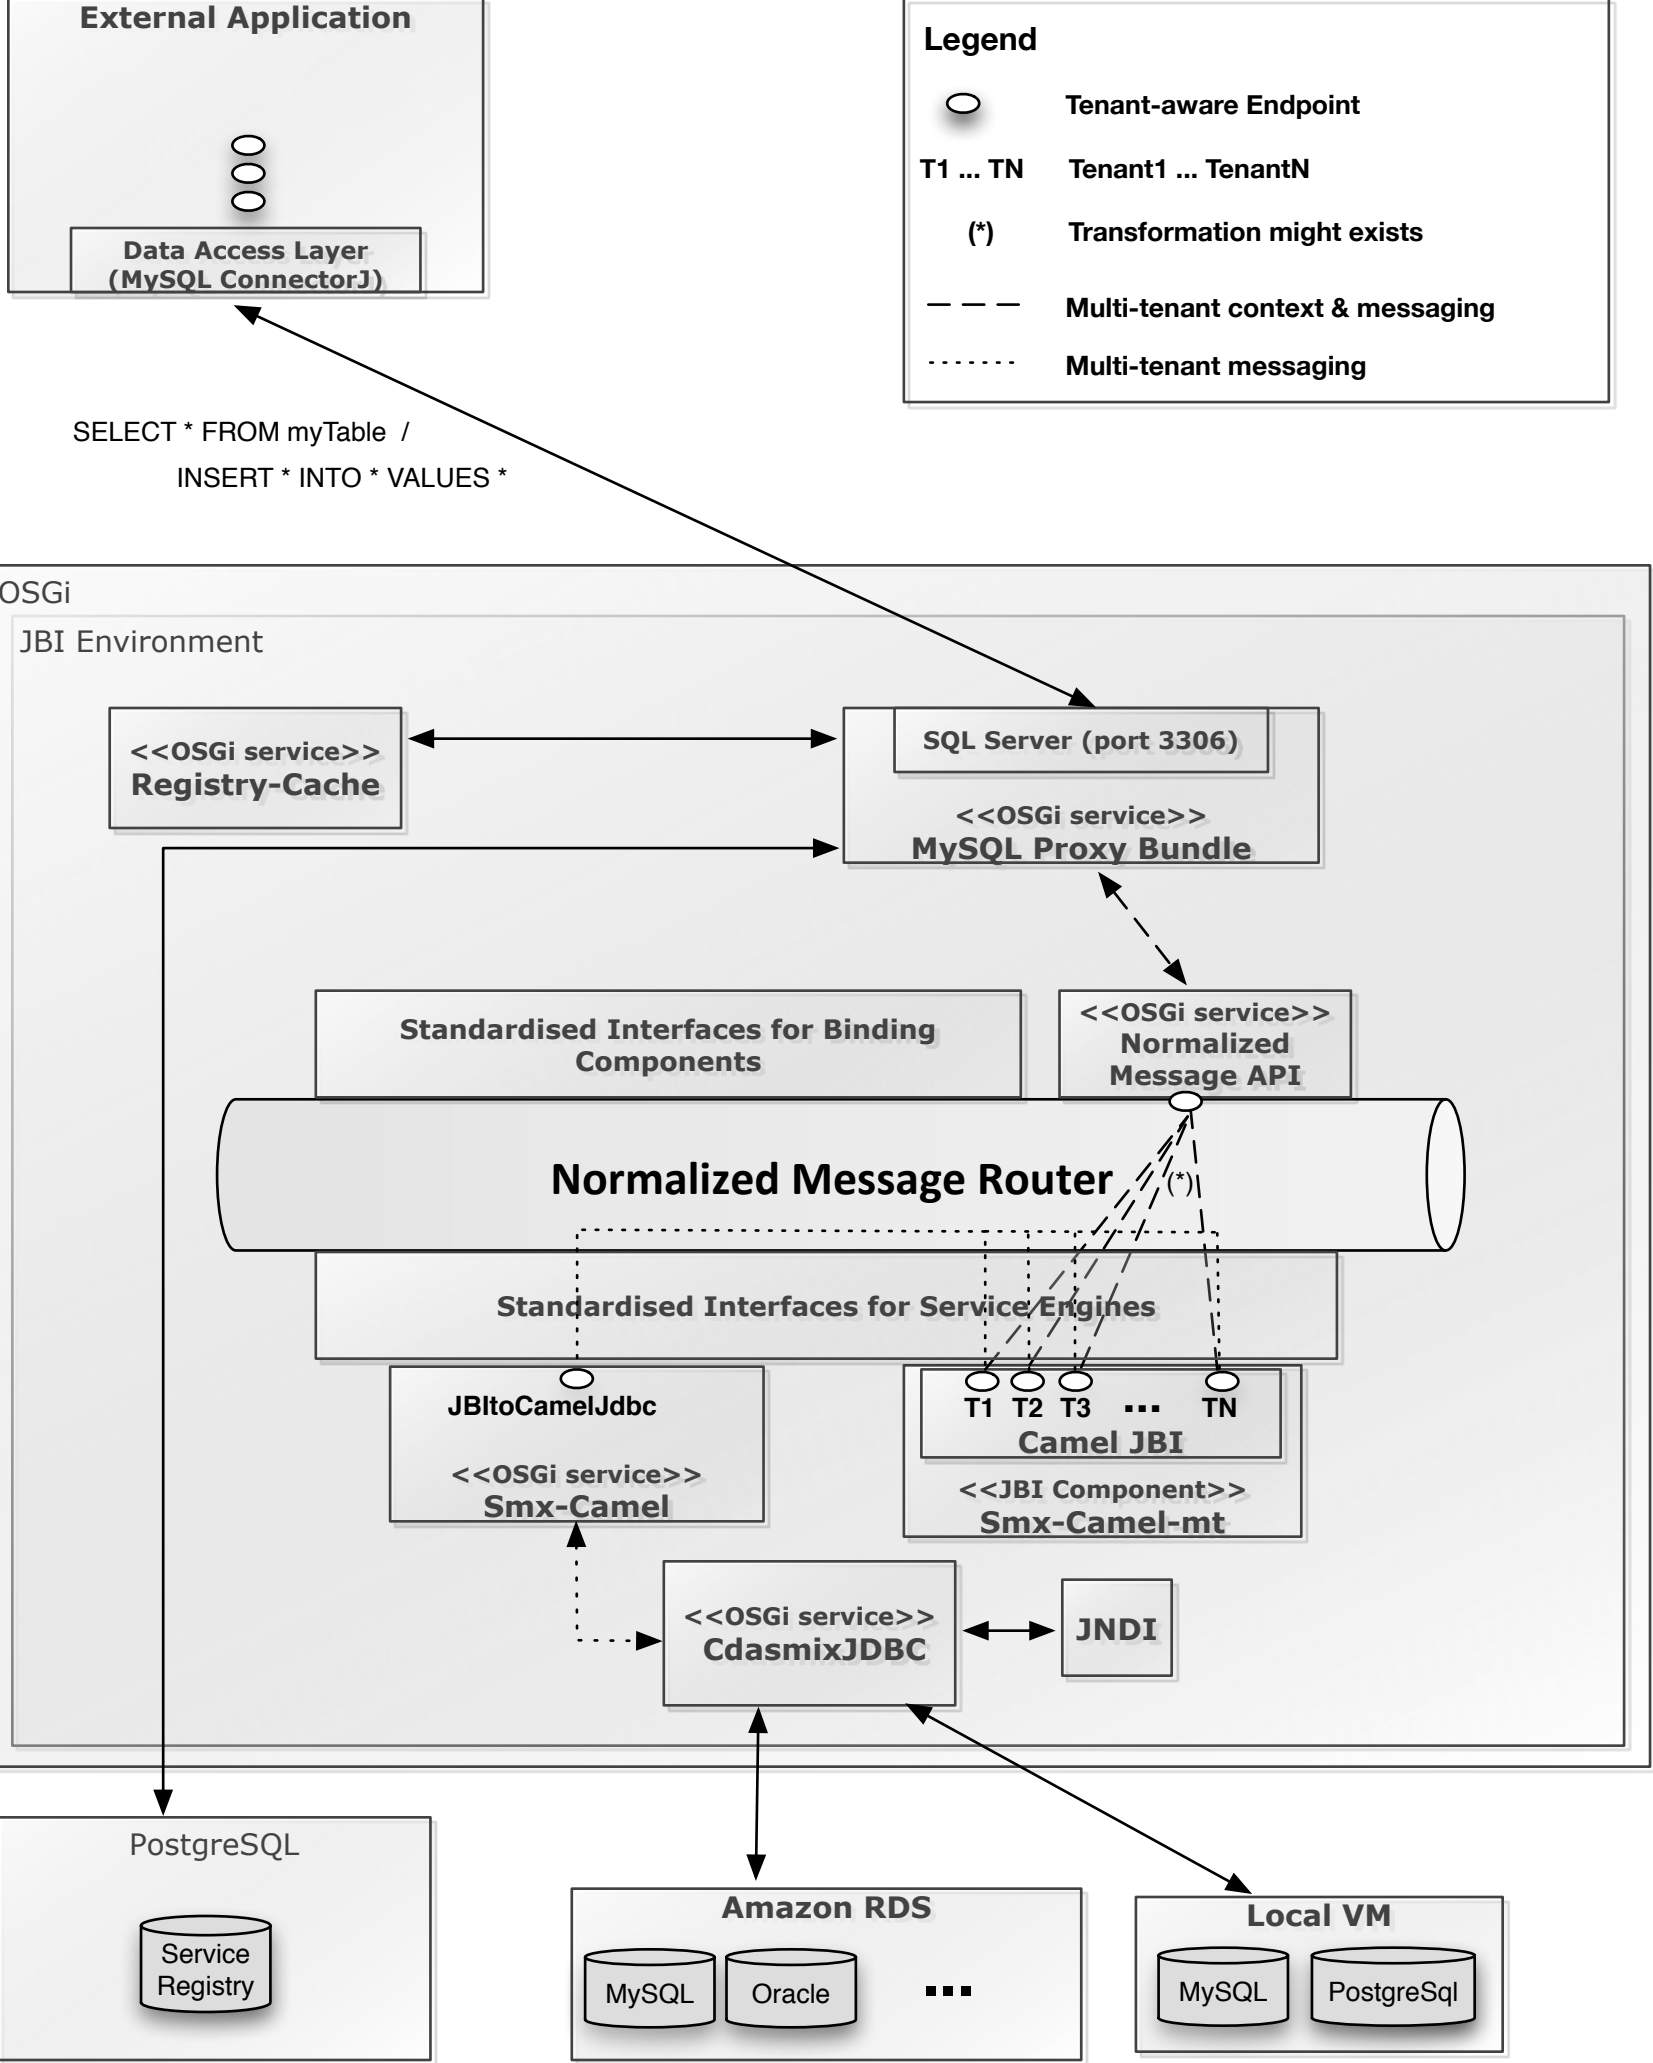 External Application
Data Access Layer
(MySQL ConnectorJ)
Legend
Tenant-aware Endpoint
T1 ... TN Tenant1 ... TenantN
(*) Transformation might exists
Multi-tenant context & messaging
Multi-tenant messaging
SELECT * FROM myTable /
INSERT * INTO * VALUES *
OSGi
JBI Environment
<<OSGi service>>
Registry-Cache
SQL Server (port 3306)
<<OSGi service>>
MySQL Proxy Bundle
Standardised Interfaces for Binding
Components
<<OSGi service>>
Normalized
Message API
Normalized Message Router
(*)
Standardised Interfaces for Service Engines
JBItoCamelJdbc
<<OSGi service>>
Smx-Camel
T1 T2 T3 ... TN
Camel JBI
<<JBI Component>>
Smx-Camel-mt
<<OSGi service>>
CdasmixJDBC
JNDI
PostgreSQL
Service
Registry
Amazon RDS
MySQL Oracle ...
Local VM
MySQL PostgreSql